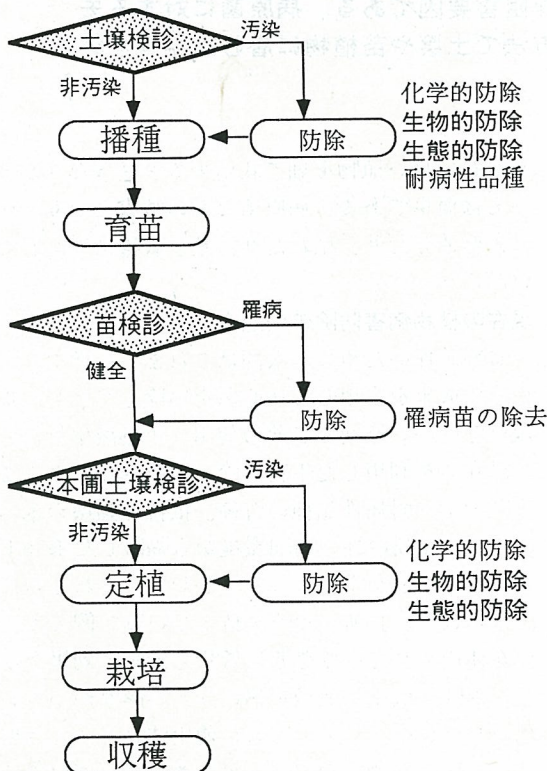 土壌検診
汚染
非汚染
播種
防除
化学的防除
生物的防除
生態的防除
耐病性品種
育苗
苗検診
罹病
健全
防除
罹病苗の除去
本圃土壌検診
汚染
非汚染
定植
防除
化学的防除
生物的防除
生態的防除
栽培
収穫